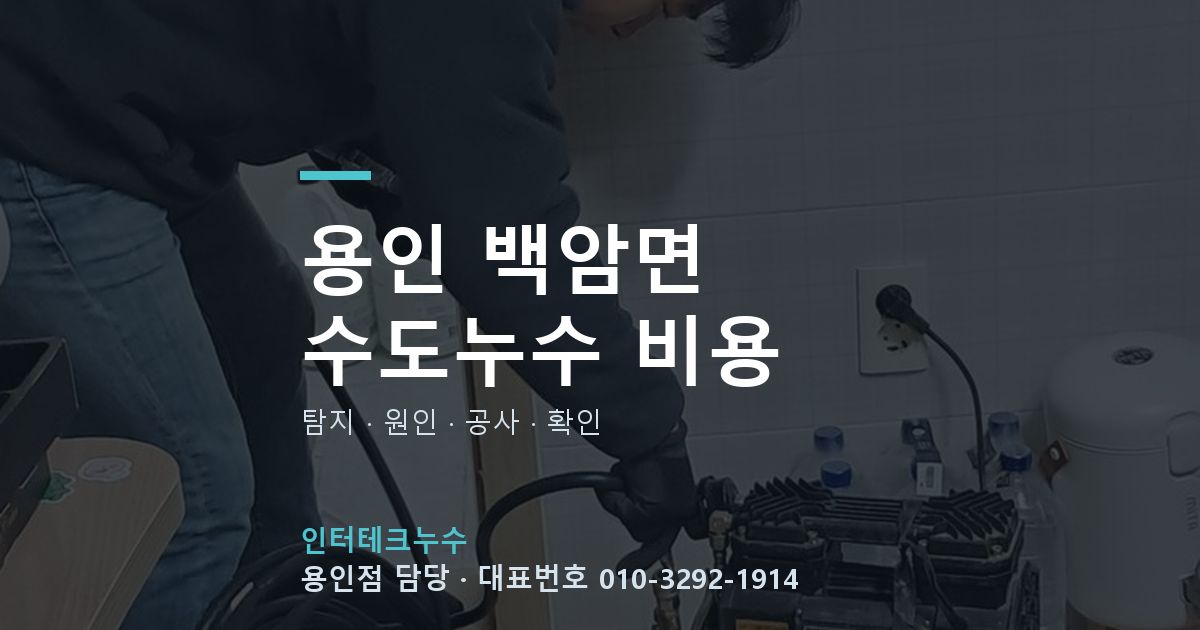 용인 백암면
수도누수 비용
탐지 · 원인 · 공사 · 확인
인터테크누수
용인점 담당 · 대표번호 010-3292-1914